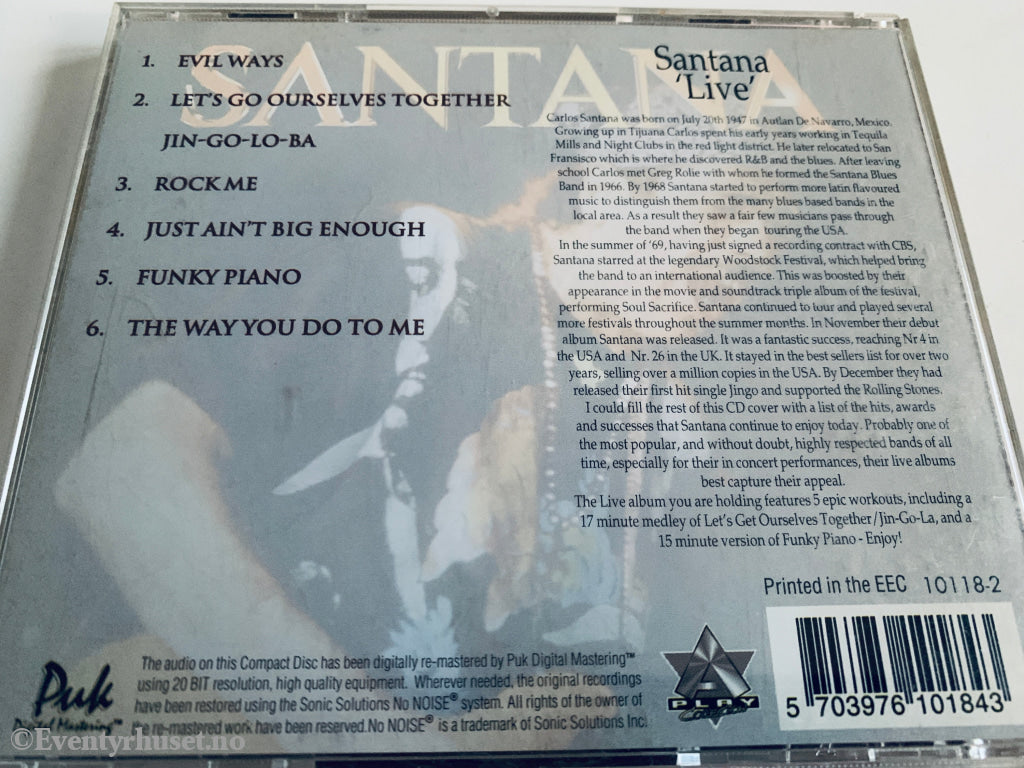 SANTANA
1. EVIL WAYS
2. LET'S GO OURSELVES TOGETHER
JIN-GO-LO-BA
3. ROCK ME
4. JUST AIN'T BIG ENOUGH
5. FUNKY PIANO
6. THE WAY YOU DO TO ME
Santana
'Live'
Carlos Santana was born on July 20th 1947 in Autlan De Navarro, Mexico.
Growing up in Tijuana Carlos spent his early years working in Tequila
Mills and Night Clubs in the red light district. He later relocated to San
Fransisco which is where he discovered R&B and the blues. After leaving
school Carlos met Greg Rolie with whom he formed the Santana Blues
Band in 1966. By 1968 Santana started to perform more latin flavoured
music to distinguish them from the many blues based bands in the
local area. As a result they saw a fair few musicians pass through
the band when they began touring the USA.
In the summer of '69, having just signed a recording contract with CBS,
Santana starred at the legendary Woodstock Festival, which helped bring
the band to an international audience. This was boosted by their
appearance in the movie and soundtrack triple album of the festival,
performing Soul Sacrifice. Santana continued to tour and played several
more festivals throughout the summer months. In November their debut
album Santana was released. It was a fantastic success, reaching Nr 4 in
the USA and Nr. 26 in the UK. It stayed in the best sellers list for over two
years, selling over a million copies in the USA. By December they had
released their first hit single Jingo and supported the Rolling Stones.
I could fill the rest of this CD cover with a list of the hits, awards
and successes that Santana continue to enjoy today. Probably one of
the most popular, and without doubt, highly respected bands of all
time, especially for their in concert performances, their live albums
best capture their appeal.
The Live album you are holding features 5 epic workouts, including a
17 minute medley of Let's Get Ourselves Together/Jin-Go-La, and a
15 minute version of Funky Piano - Enjoy!
Printed in the EEC 10118-2
Puk
Digital Mastering™
The audio on this Compact Disc has been digitally re-mastered by Puk Digital Mastering™
using 20 BIT resolution, high quality equipment. Wherever needed, the original recordings
have been restored using the Sonic Solutions No NOISE® system. All rights of the owner of
the re-mastered work have been reserved.No NOISE® is a trademark of Sonic Solutions Inc.
A
PLAY
5 703976 101843
©Eventyrhuset.no